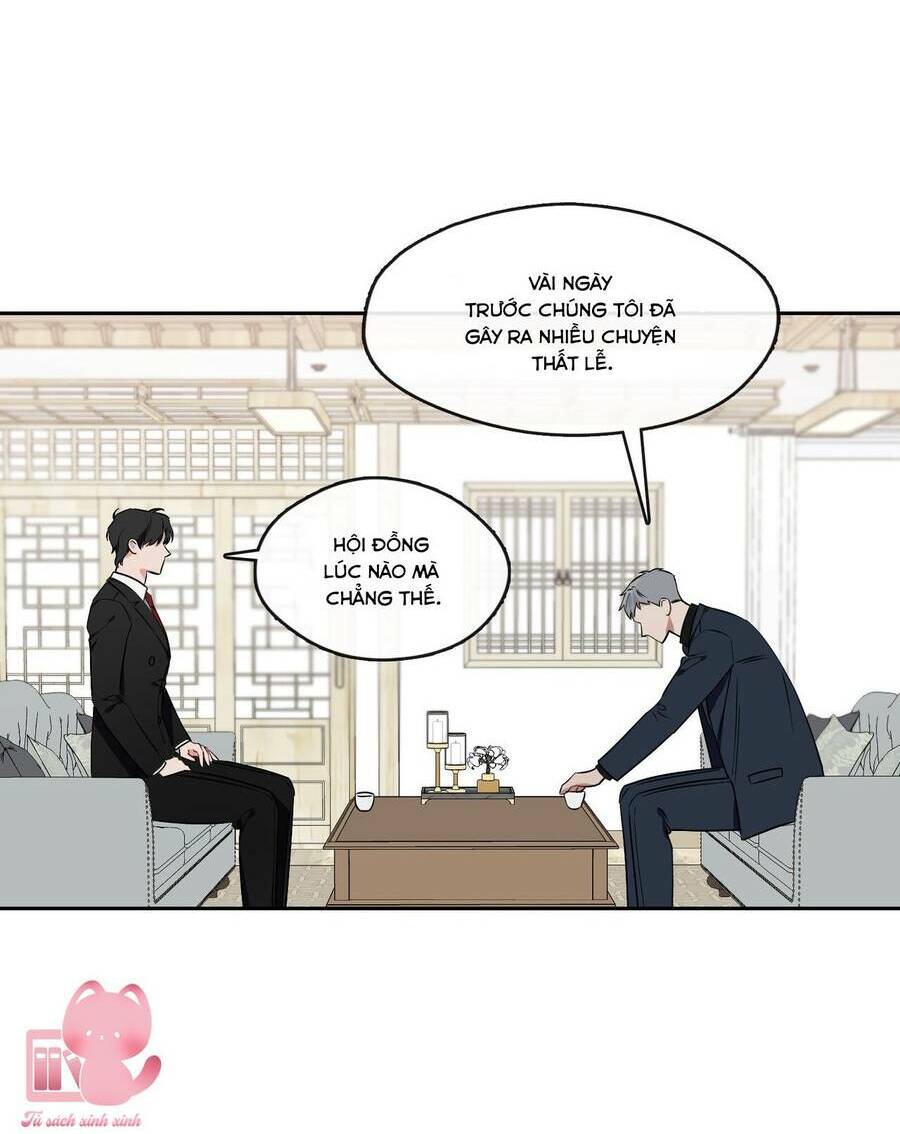 VÀI NGÀY
TRƯỚC CHÚNG TÔI ĐÃ
GÂY RA NHIỀU CHUYỆN
THẤT LỄ.
HỘI ĐỒNG
LÚC NÀO MÀ
CHẲNG THẾ.
Tủ sách xinh xinh